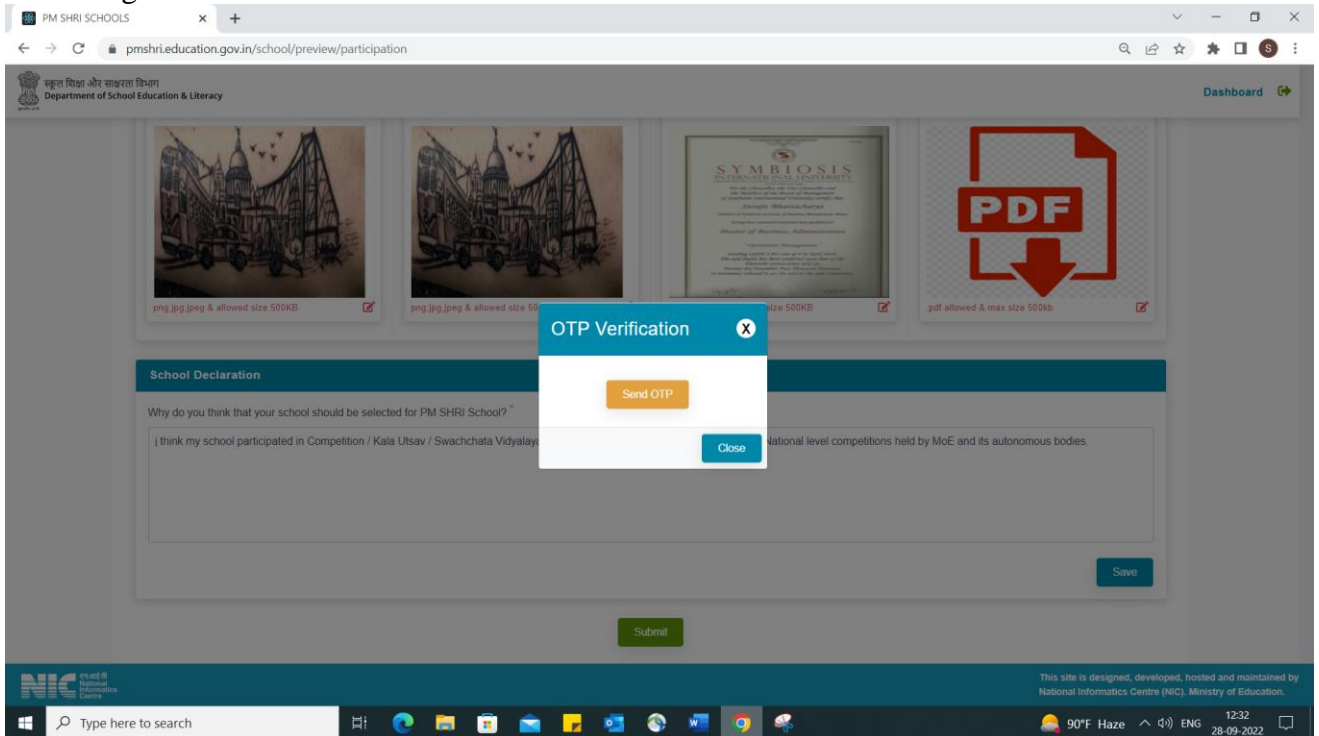 PM SHRI SCHOOLS
pmshri.education.gov.in/school/preview/participation
S
स्कूल शिक्षा और साक्षरता विभाग
Department of School Education & Literacy
Dashboard
SYMBIOSIS
INTERNATIONAL UNIVERSITY
Master of Business Administration
PDF
png,jpg,jpeg & allowed size 500KB
png,jpg,jpeg & allowed size
size 500KB
pdf allowed & max size 500kb
OTP Verification X
Send OTP
Close
School Declaration
Why do you think that your school should be selected for PM SHRI School? *
j think my school participated in Competition / Kala Utsav / Swachchata Vidyalaya National level competitions held by MoE and its autonomous bodies.
Save
Submit
NIC एनआईसी
National
Informatics
Centre
This site is designed, developed, hosted and maintained by
National Informatics Centre (NIC). Ministry of Education.
Type here to search
90°F Haze ENG 12:32
28-09-2022